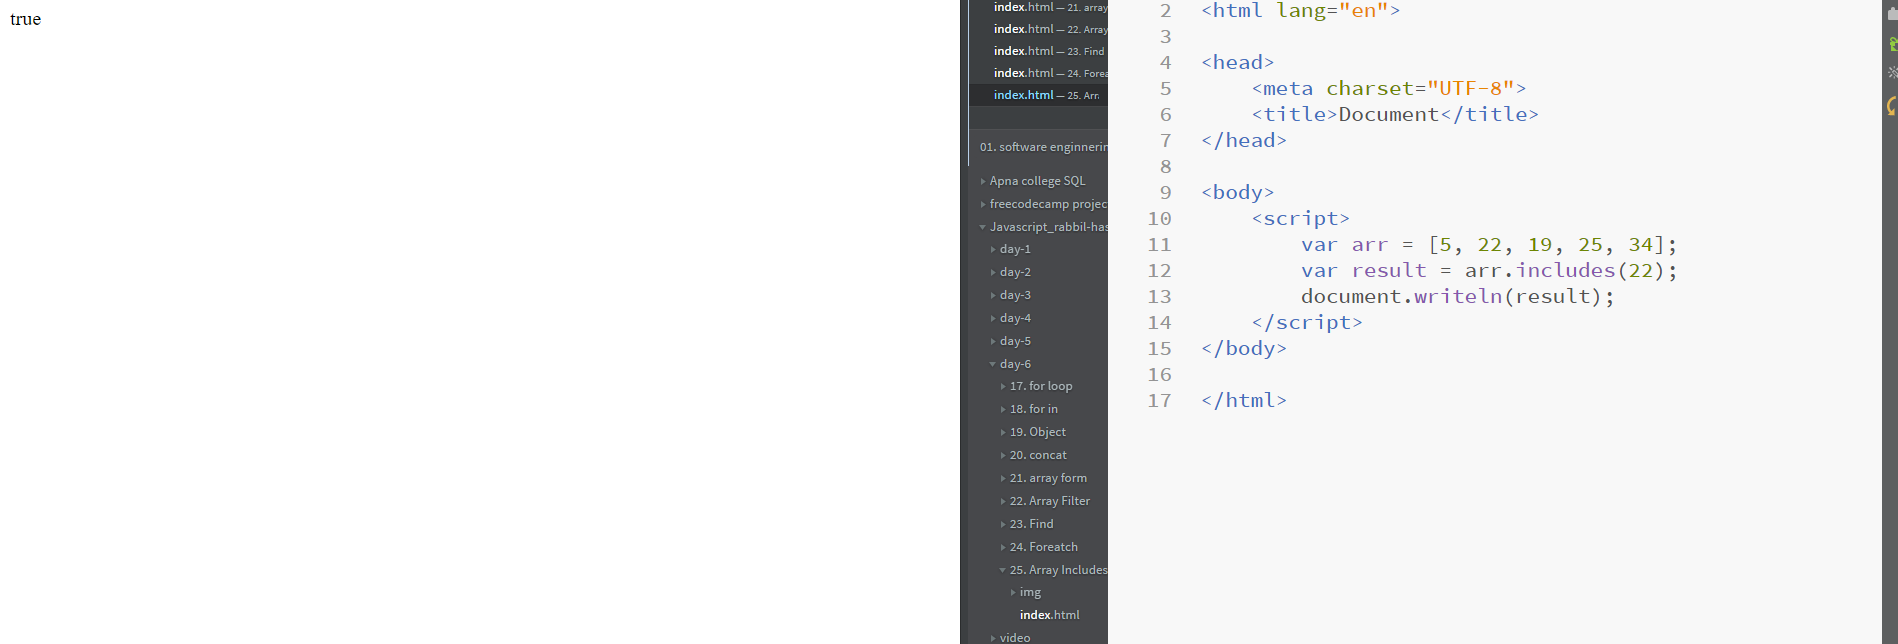 true
index.html — 21. array
index.html — 22. Array
index.html — 23. Find
index.html — 24. Forea
index.html — 25. Arr
01. software enginnerin
Apna college SQL
freecodecamp projec
Javascript_rabbil-has
day-1
day-2
day-3
day-4
day-5
day-6
17. for loop
18. for in
19. Object
20. concat
21. array form
22. Array Filter
23. Find
24. Foreatch
25. Array Includes
img
index.html
video
2 <html lang="en">
3
4 <head>
5 <meta charset="UTF-8">
6 <title>Document</title>
7 </head>
8
9 <body>
10 <script>
11 var arr = [5, 22, 19, 25, 34];
12 var result = arr.includes(22);
13 document.writeln(result);
14 </script>
15 </body>
16
17 </html>